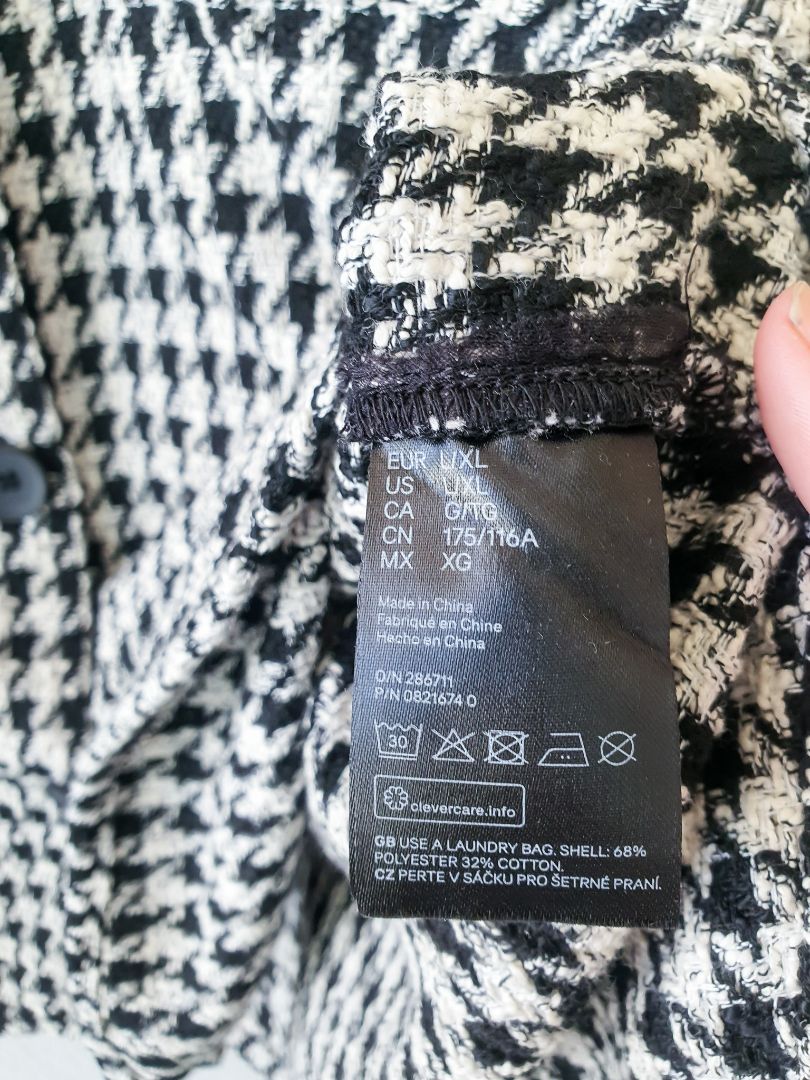 EUR L/XL
US L/XL
CA G/TG
CN 175/116A
MX XG
Made in China
Fabriqué en Chine
Hecho en China
O/N 286711
P/N 0821674 0
30
clevercare.info
GB USE A LAUNDRY BAG. SHELL: 68%
POLYESTER 32% COTTON.
CZ PERTE V SÁČKU PRO ŠETRNÉ PRANÍ.